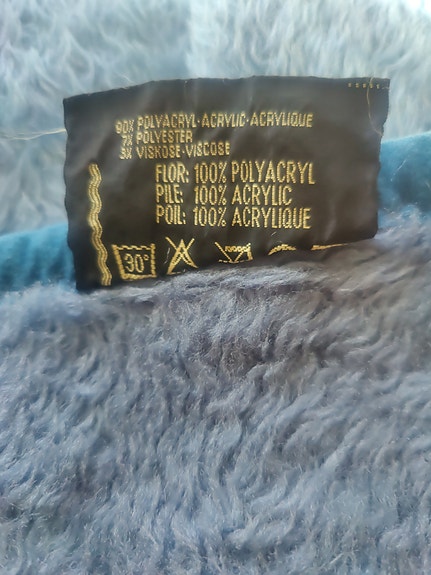 90% POLYACRYL·ACRYLIC·ACRYLIQUE
7% POLYESTER
3% VISKOSE·VISCOSE
FLOR: 100% POLYACRYL
PILE: 100% ACRYLIC
POIL: 100% ACRYLIQUE
30°